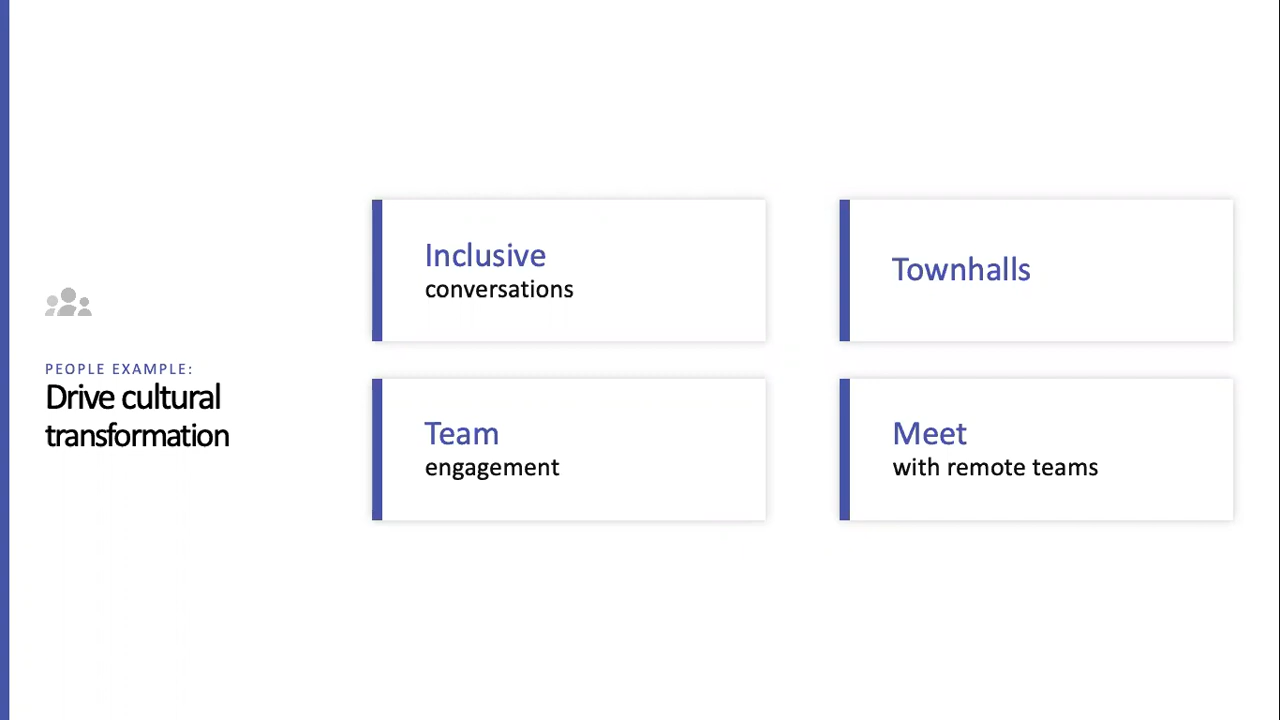 PEOPLE EXAMPLE:
Drive cultural
transformation
Inclusive
conversations
Townhalls
Team
engagement
Meet
with remote teams